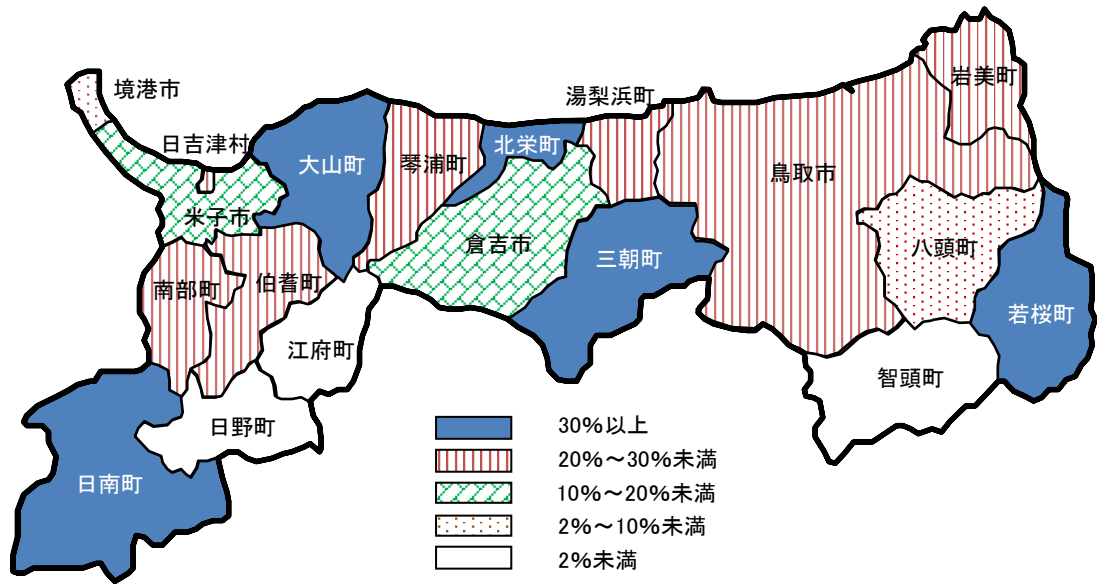 岩美町
境港市
湯梨浜町
日吉津村
北栄町
大山町
琴浦町
鳥取市
米子市
倉吉市
八頭町
三朝町
南部町
伯耆町
若桜町
江府町
智頭町
日野町
日南町
30%以上
20%～30%未満
10%～20%未満
2%～10%未満
2%未満